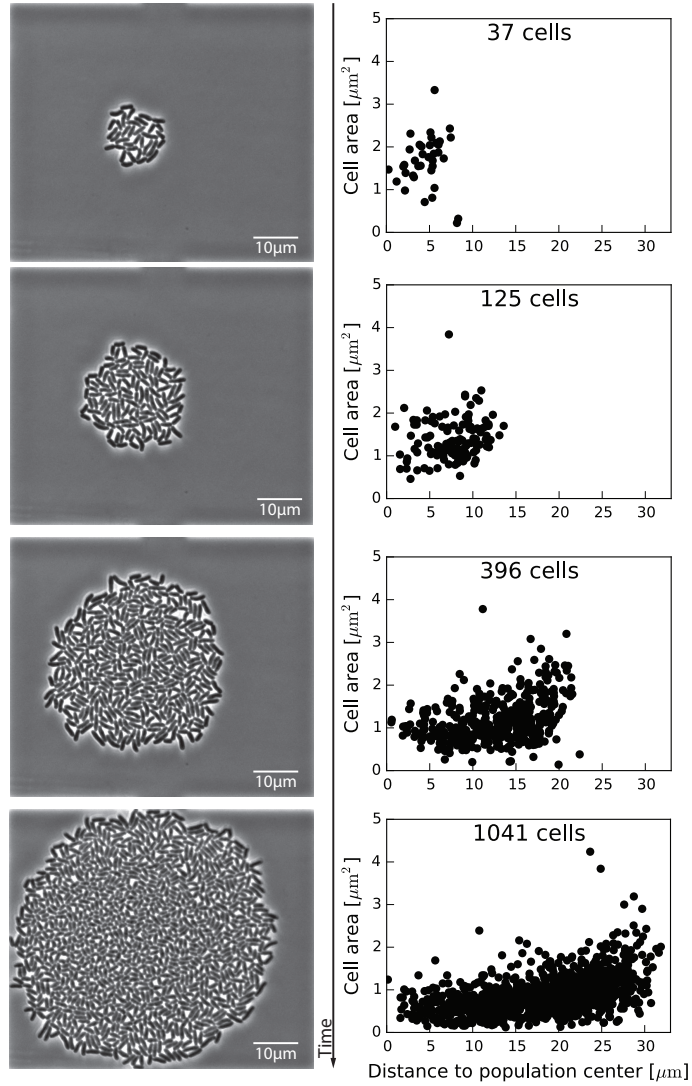 37 cells
Cell area [μm²]
5
4
3
2
1
0
0 5 10 15 20 25 30
10μm
125 cells
Cell area [μm²]
5
4
3
2
1
0
0 5 10 15 20 25 30
10μm
396 cells
Cell area [μm²]
5
4
3
2
1
0
0 5 10 15 20 25 30
10μm
1041 cells
Cell area [μm²]
5
4
3
2
1
0
0 5 10 15 20 25 30
10μm
Time
Distance to population center [μm]